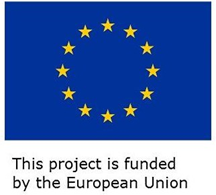 This project is funded
by the European Union